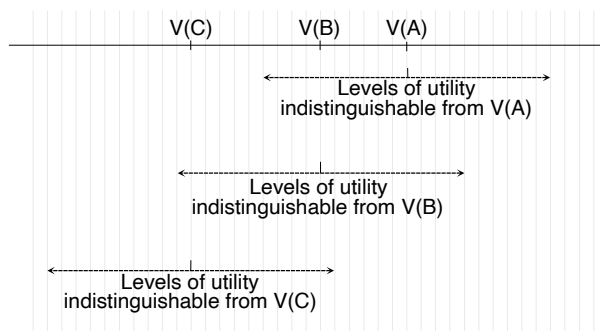 V(C) V(B) V(A)
Levels of utility
indistinguishable from V(A)
Levels of utility
indistinguishable from V(B)
Levels of utility
indistinguishable from V(C)